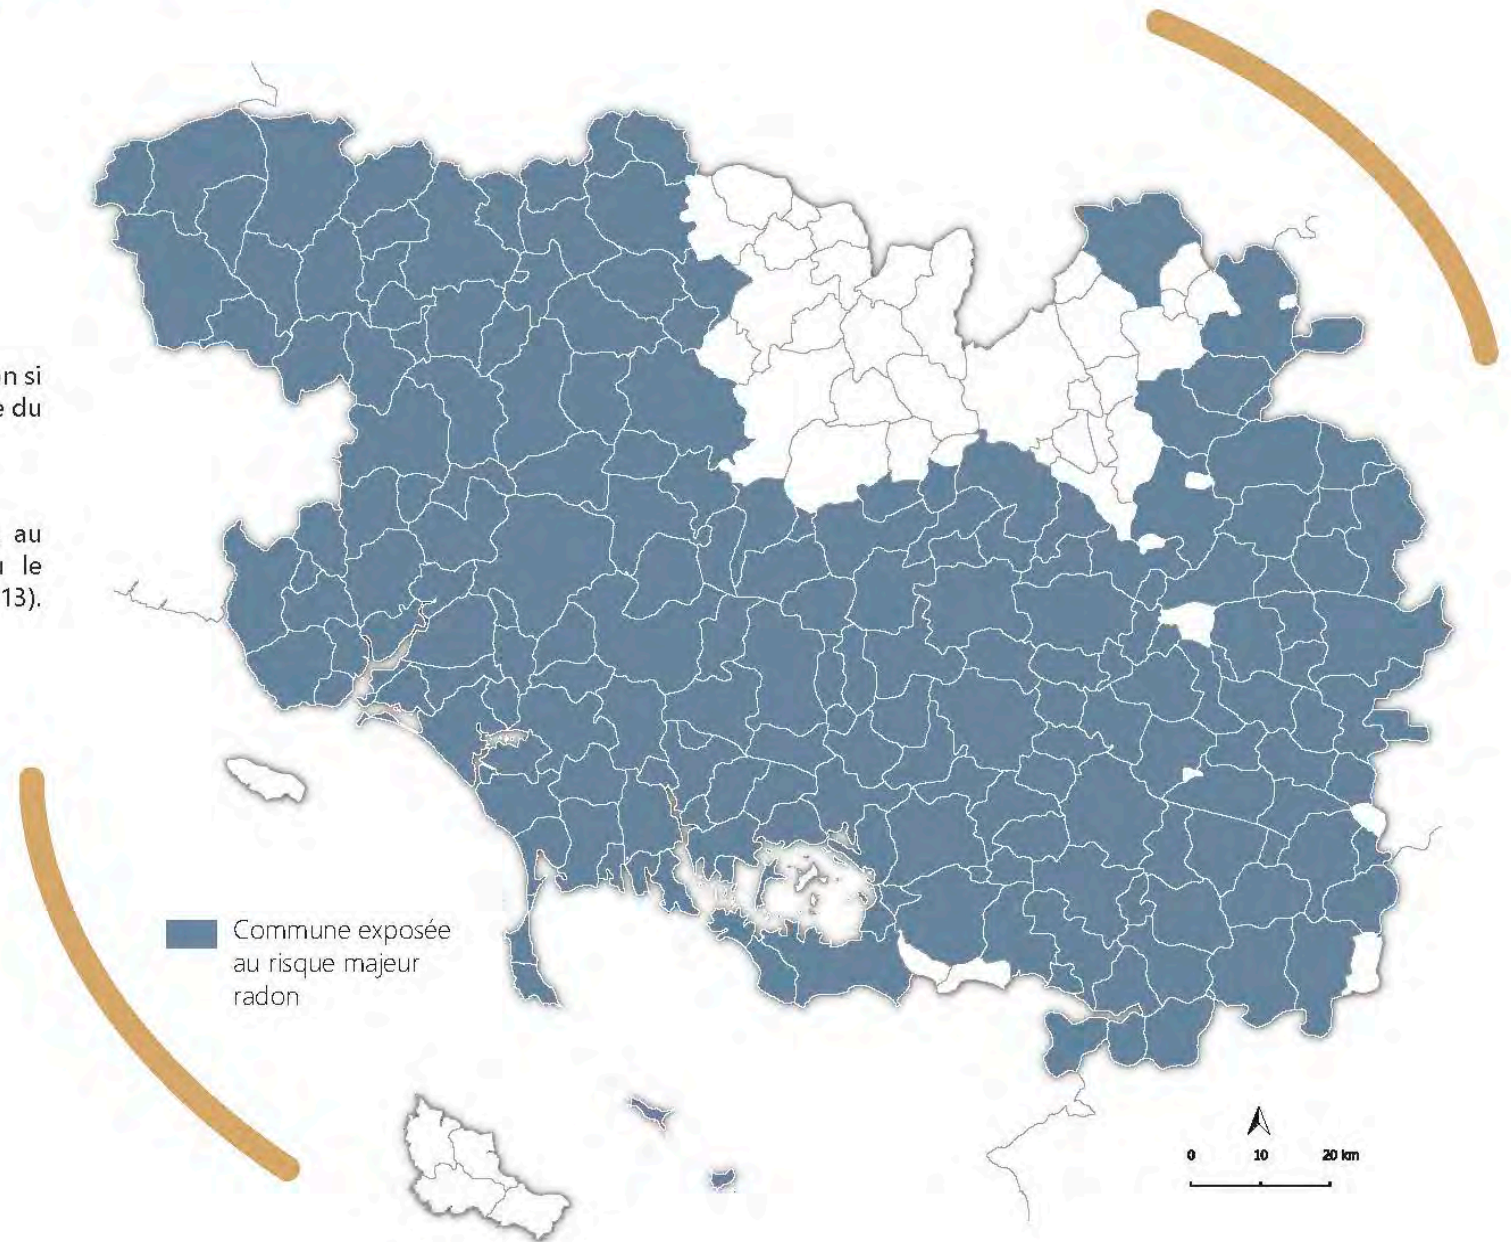 n si
e du
au
le
13).
Commune exposée
au risque majeur
radon
0 10 20 km